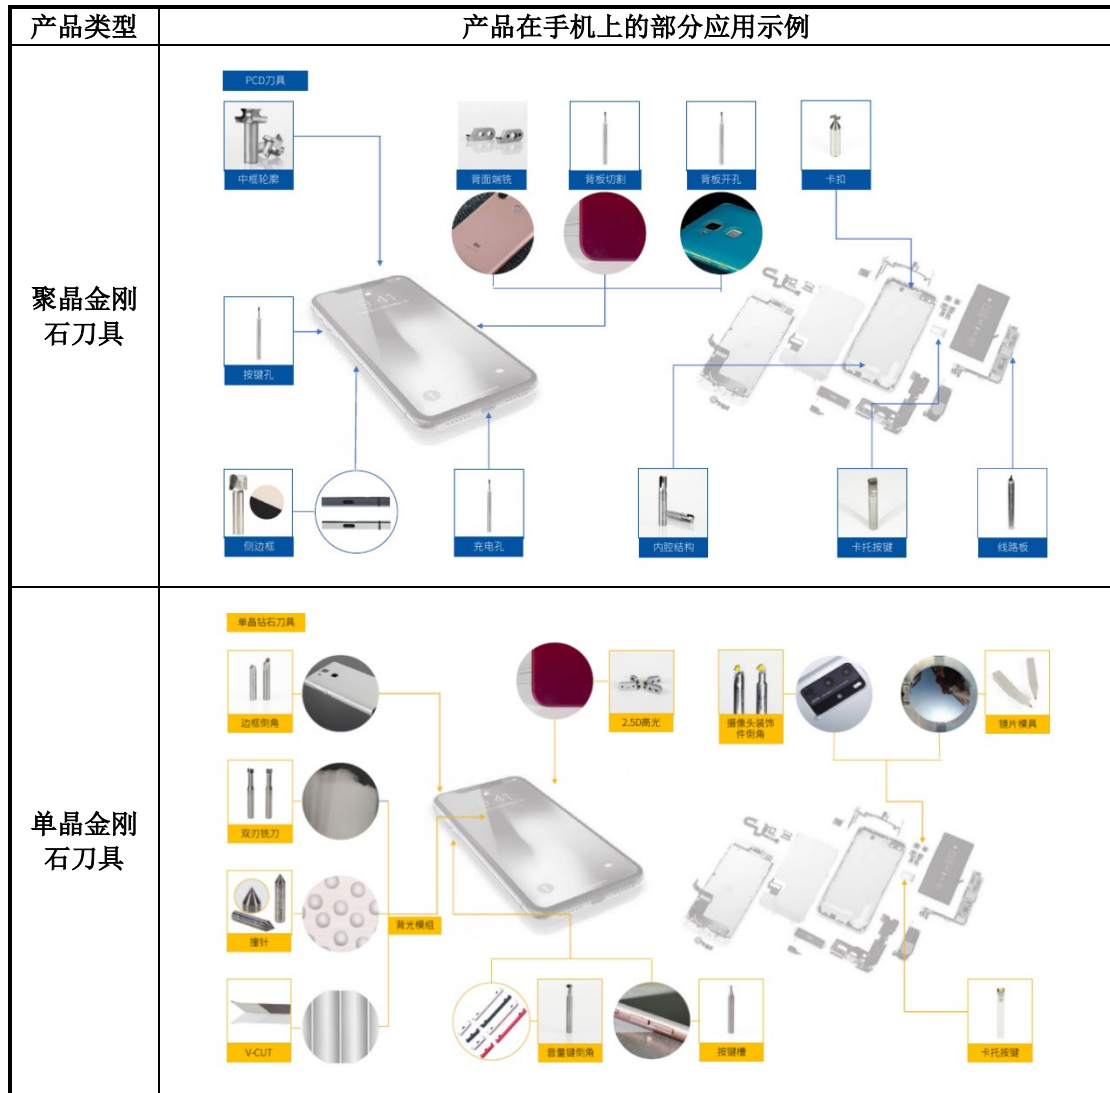 产品类型
产品在手机上的部分应用示例
聚晶金刚
石刀具
PCD刀具
中框轮廓
背面端铣
背板切割
背板开孔
卡扣
按键孔
侧边框
充电孔
内腔结构
卡托按键
线路板
单晶金刚
石刀具
单晶钻石刀具
边框倒角
2.5D高光
摄像头装饰
件倒角
镜片模具
双刃铣刀
撞针
背光模组
V-CUT
音量键倒角
按键槽
卡托按键